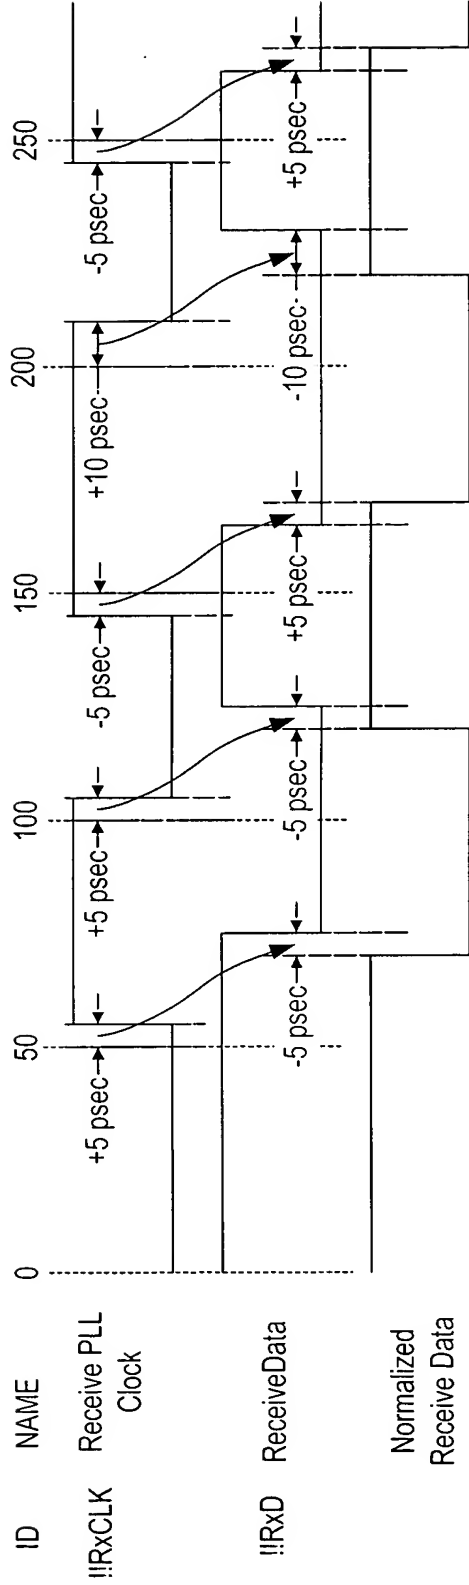 ID NAME 0 50 100 150 200 250
!!RxCLK Receive PLL
Clock
+5 psec +5 psec -5 psec +10 psec -5 psec
!!RxD ReceiveData
-5 psec -5 psec +5 psec -10 psec +5 psec
Normalized
Receive Data